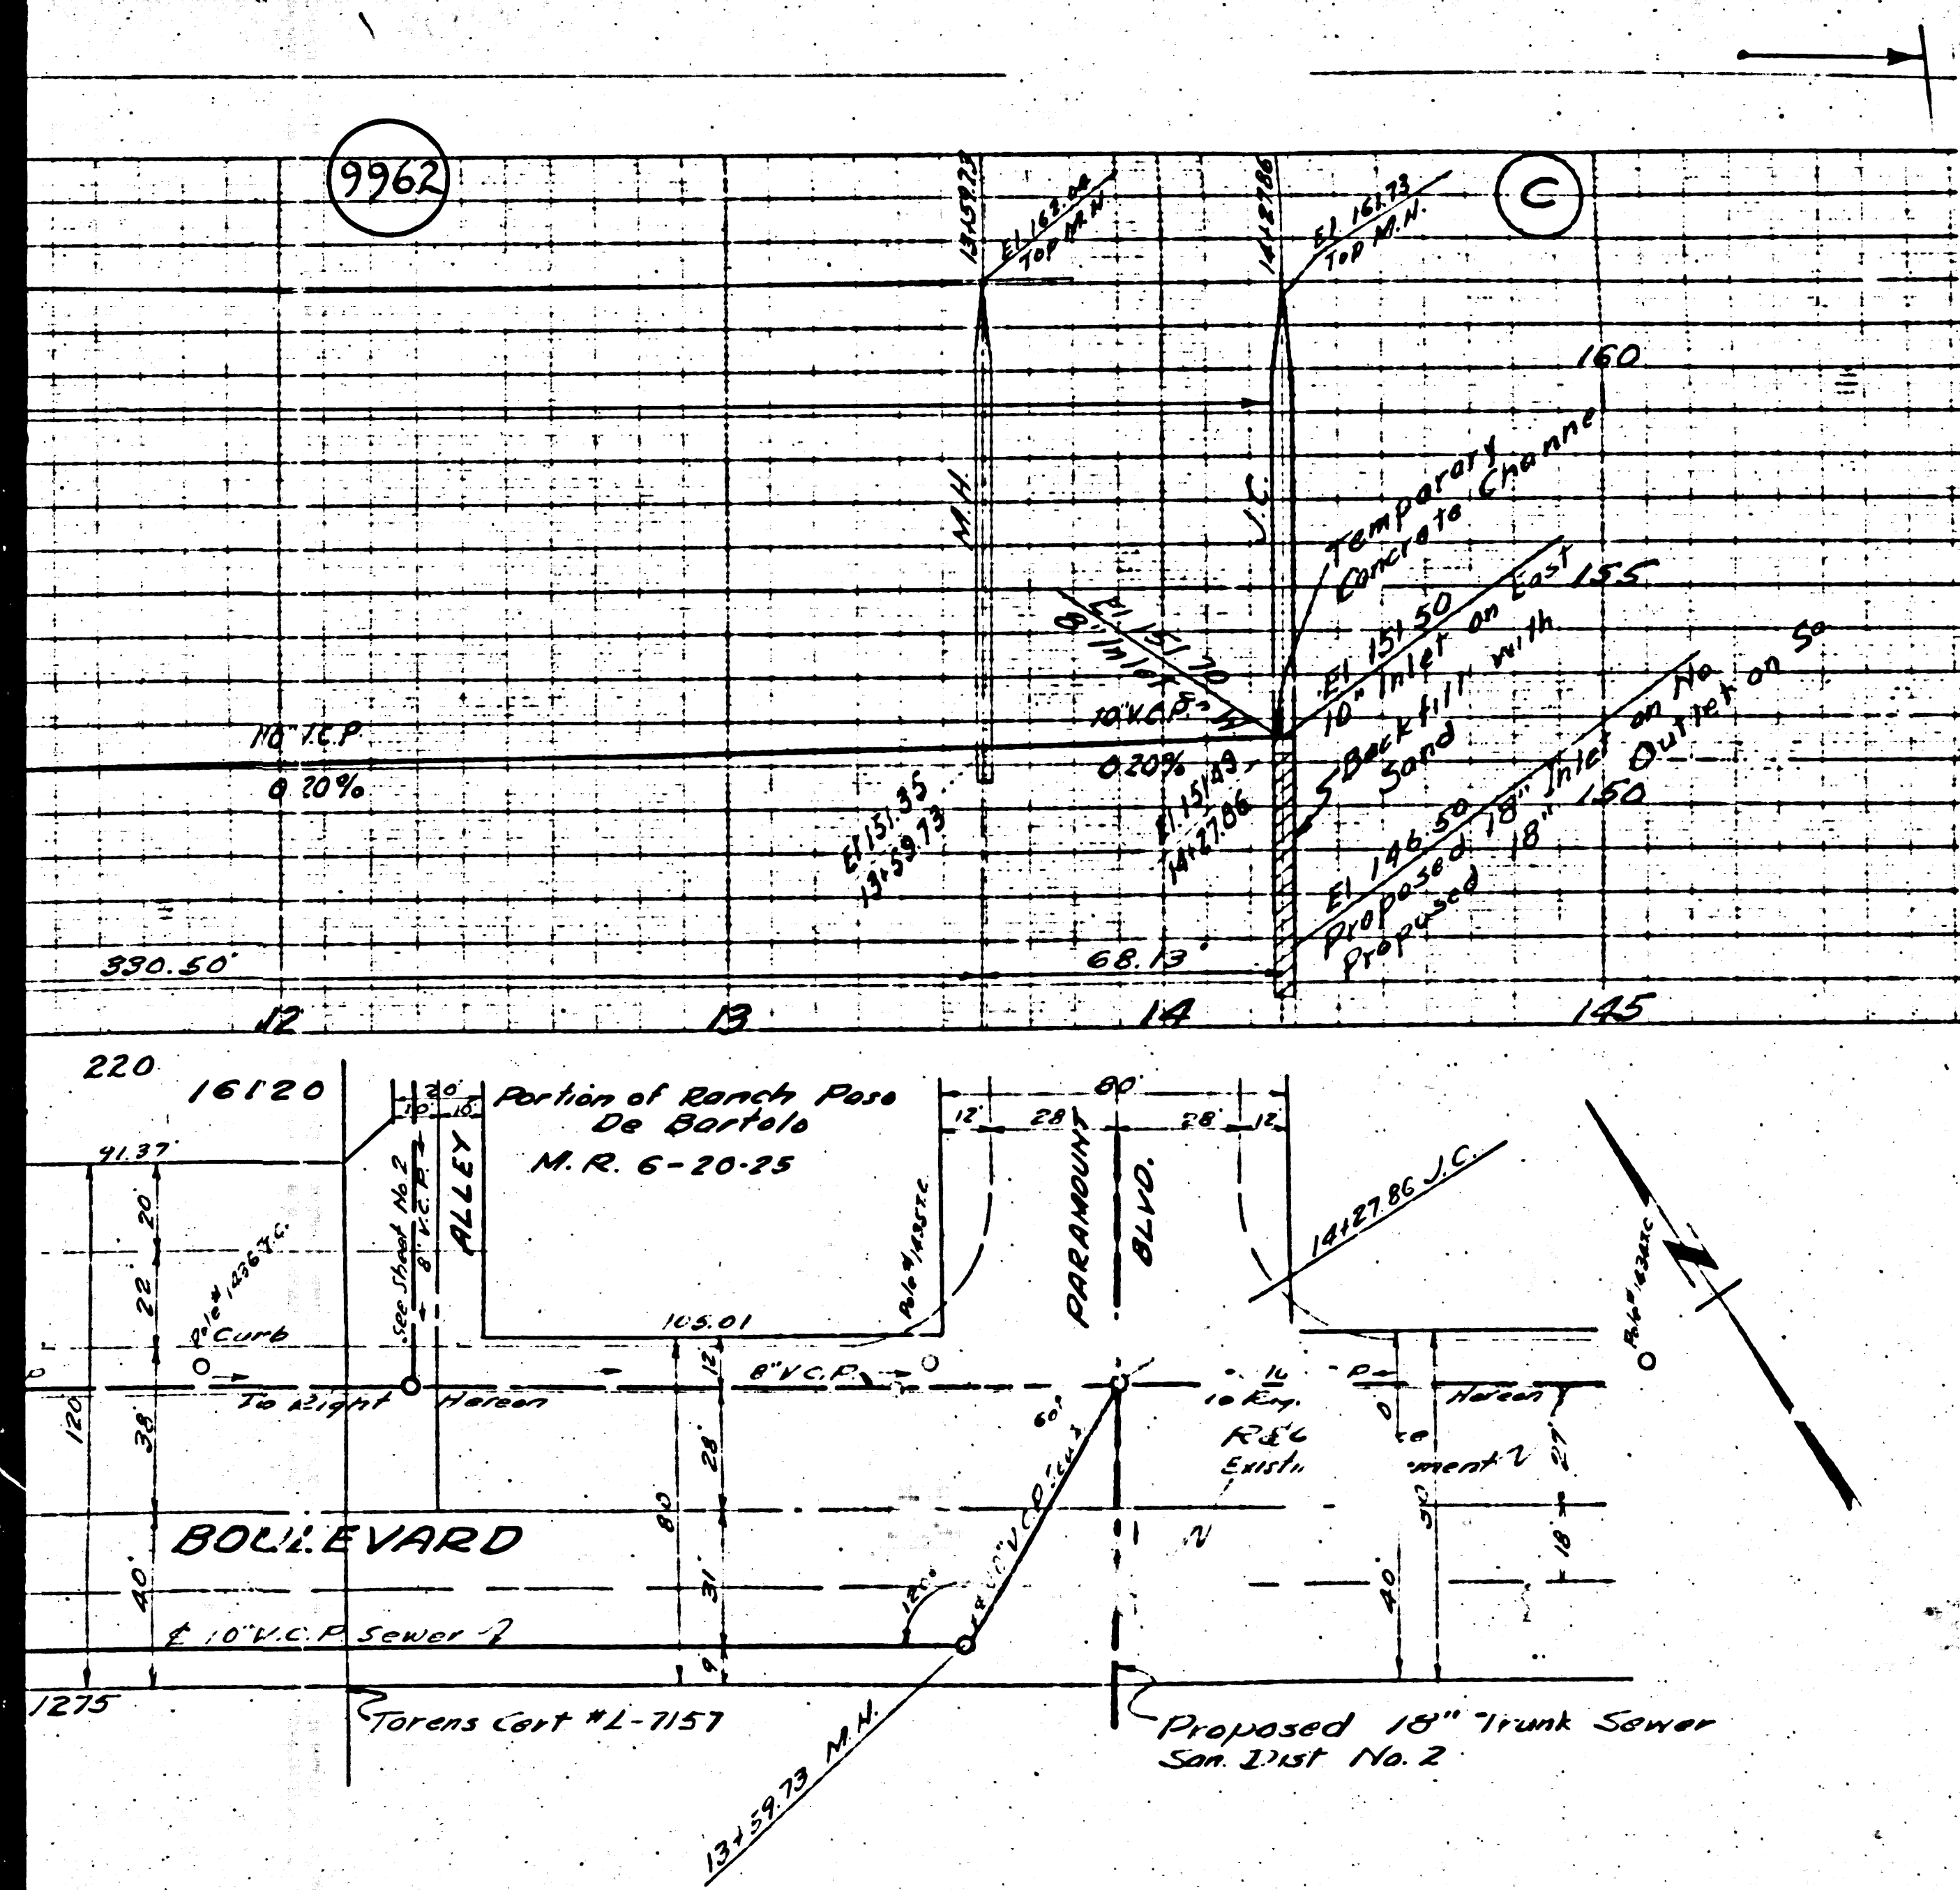 9962
C
13+59.73
El. 162.04
Top M.H.
14+27.86
El. 161.73
Top M.H.
160
M.H.
J.C.
Temporary
Concrete Channe
155
El. 151.70
8" Inlet
El 151.50
10" Inlet on East
Backfill with
Sand
10" V.C.P.
0.20%
0.20%
El 151.35
13+59.73
El 151.49
14+27.86
150
El 146.50
Proposed 18" Inlet on No
Proposed 18" Outlet on So
330.50'
68.13'
12
13
14
145
220
16120
20'
10'
10'
Portion of Ranch Paso
De Bartolo
M. R. 6-20-25
80'
12'
28'
28'
12'
91.37'
20'
22'
38'
40'
120
See Sheet No. 2
8" V.C.P.
ALLEY
PARAMOUNT
BLVD.
14+27.86 J.C.
N
Curb
105.01
To Right
Hereon
8" V.C.P.
12'
28'
31'
9'
80
60°
Hereon
Existi
ment
27'
18'
50'
40'
BOULEVARD
₵ 10" V.C.P. Sewer
1275
Torens Cert #L-7157
13+59.73 M.H.
Proposed 18" Trunk Sewer
San. Dist No. 2